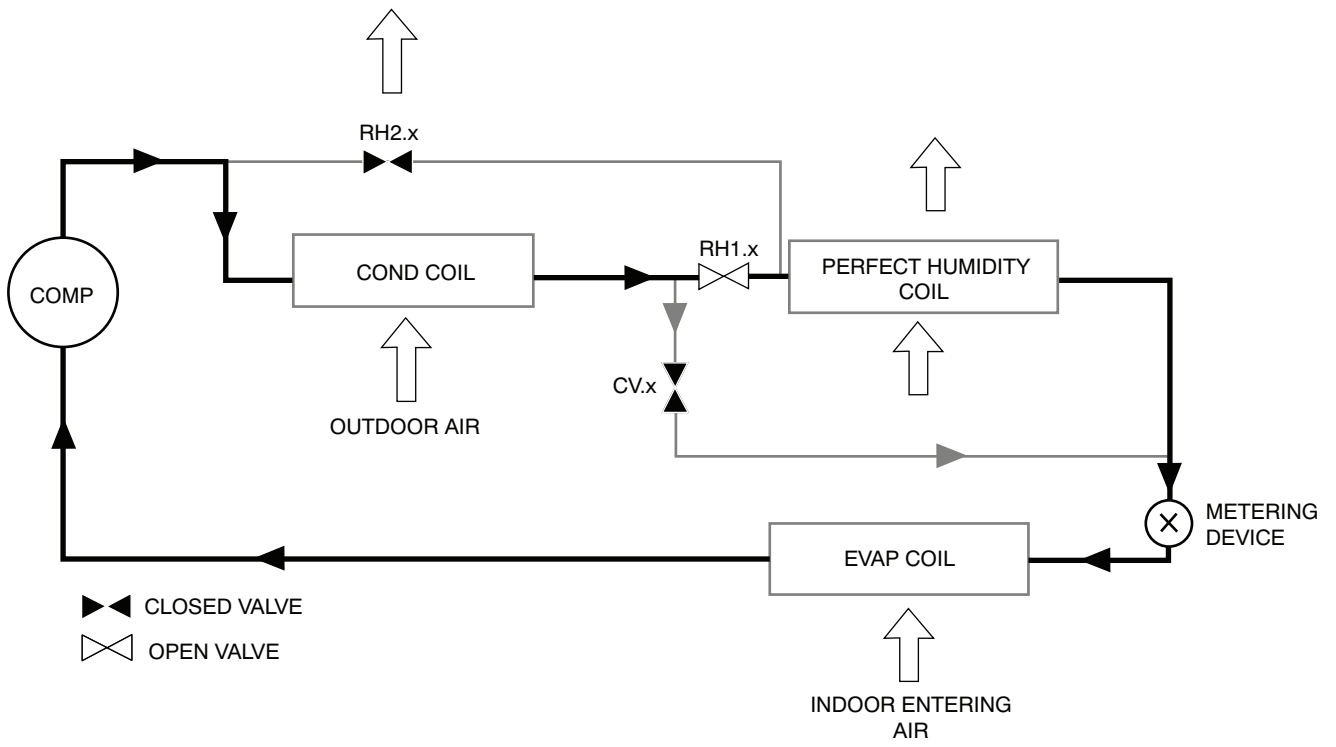 RH2.x
COMP
COND COIL
RH1.x
PERFECT HUMIDITY
COIL
CV.x
OUTDOOR AIR
METERING
DEVICE
EVAP COIL
CLOSED VALVE
OPEN VALVE
INDOOR ENTERING
AIR